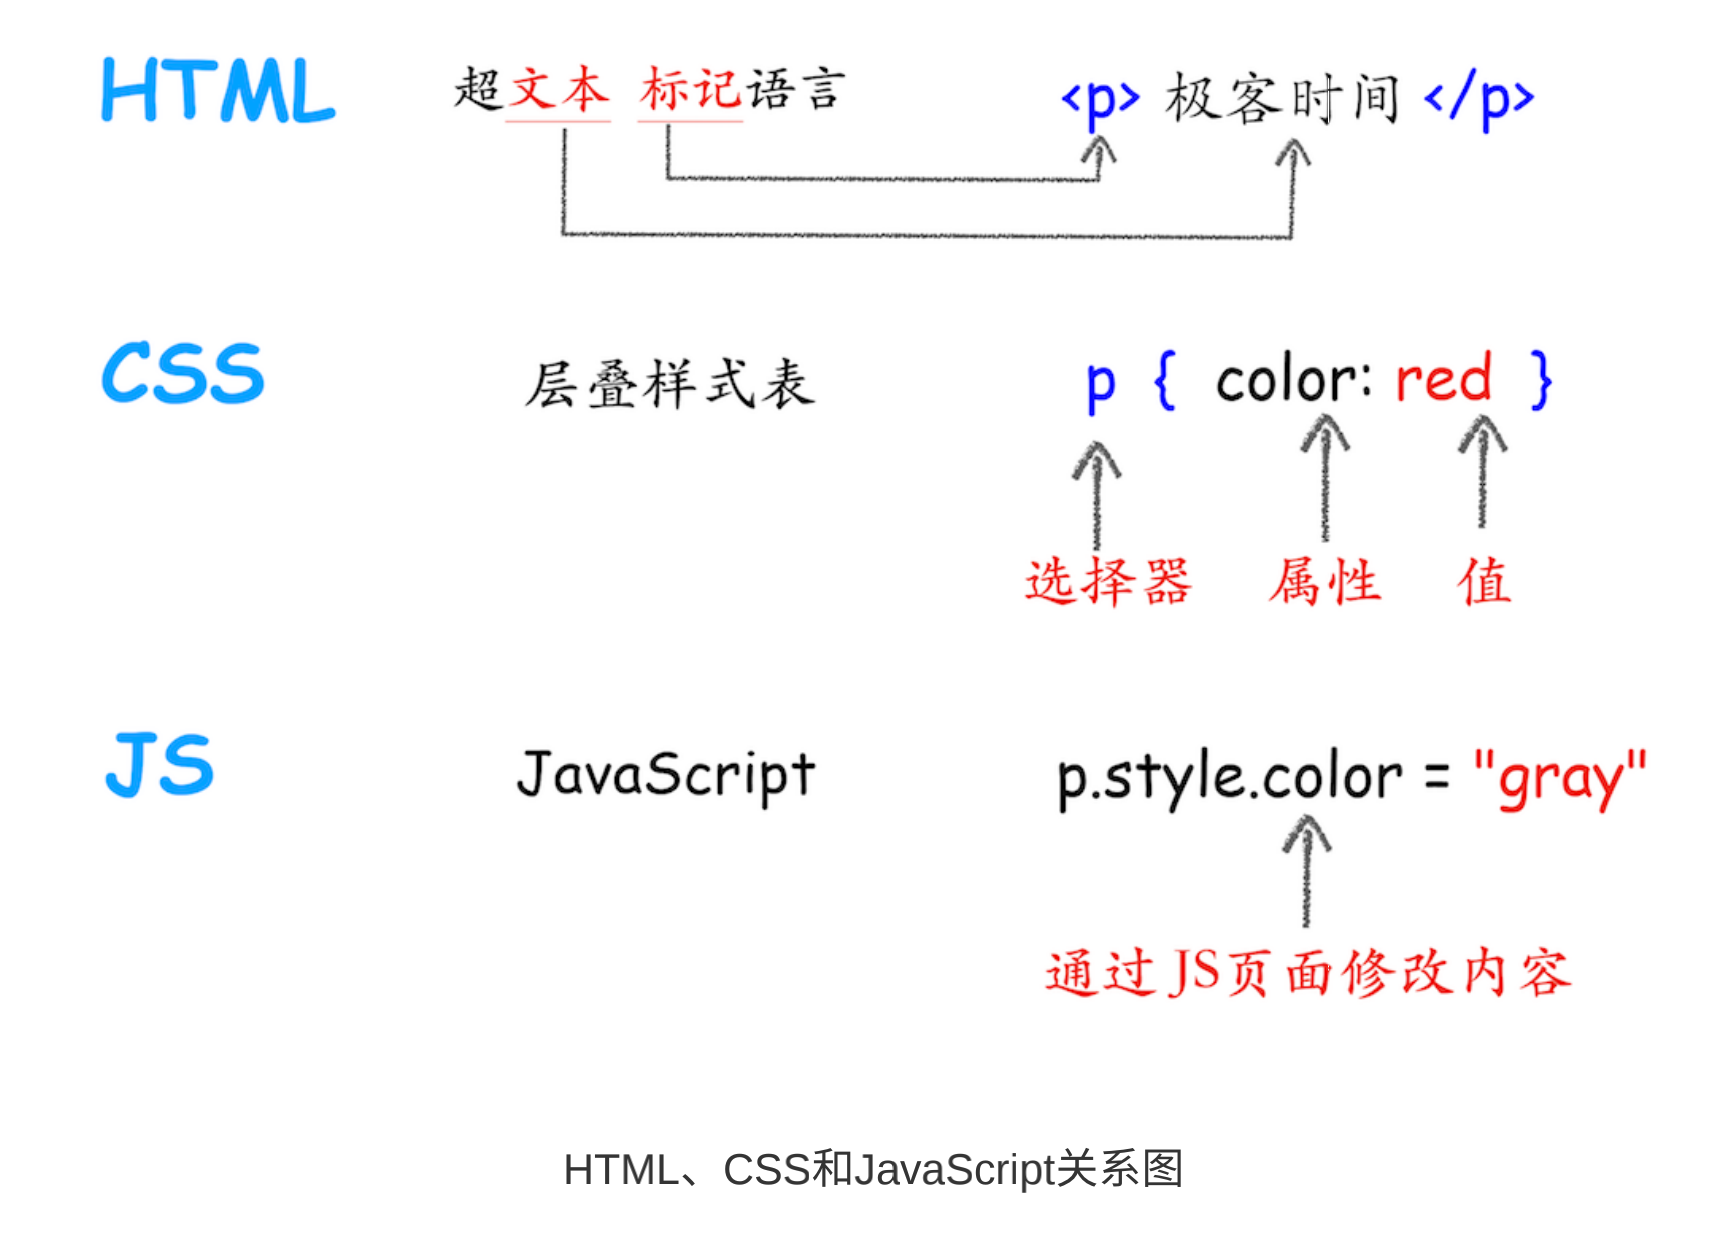 HTML 超文本 标记语言 <p> 极客时间 </p>
CSS 层叠样式表 p { color: red }
选择器 属性 值
JS JavaScript p.style.color = "gray"
通过JS页面修改内容
HTML、CSS和JavaScript关系图